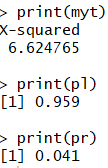 > print(myt)
X-squared
 6.624765

> print(pl)
[1] 0.959

> print(pr)
[1] 0.041